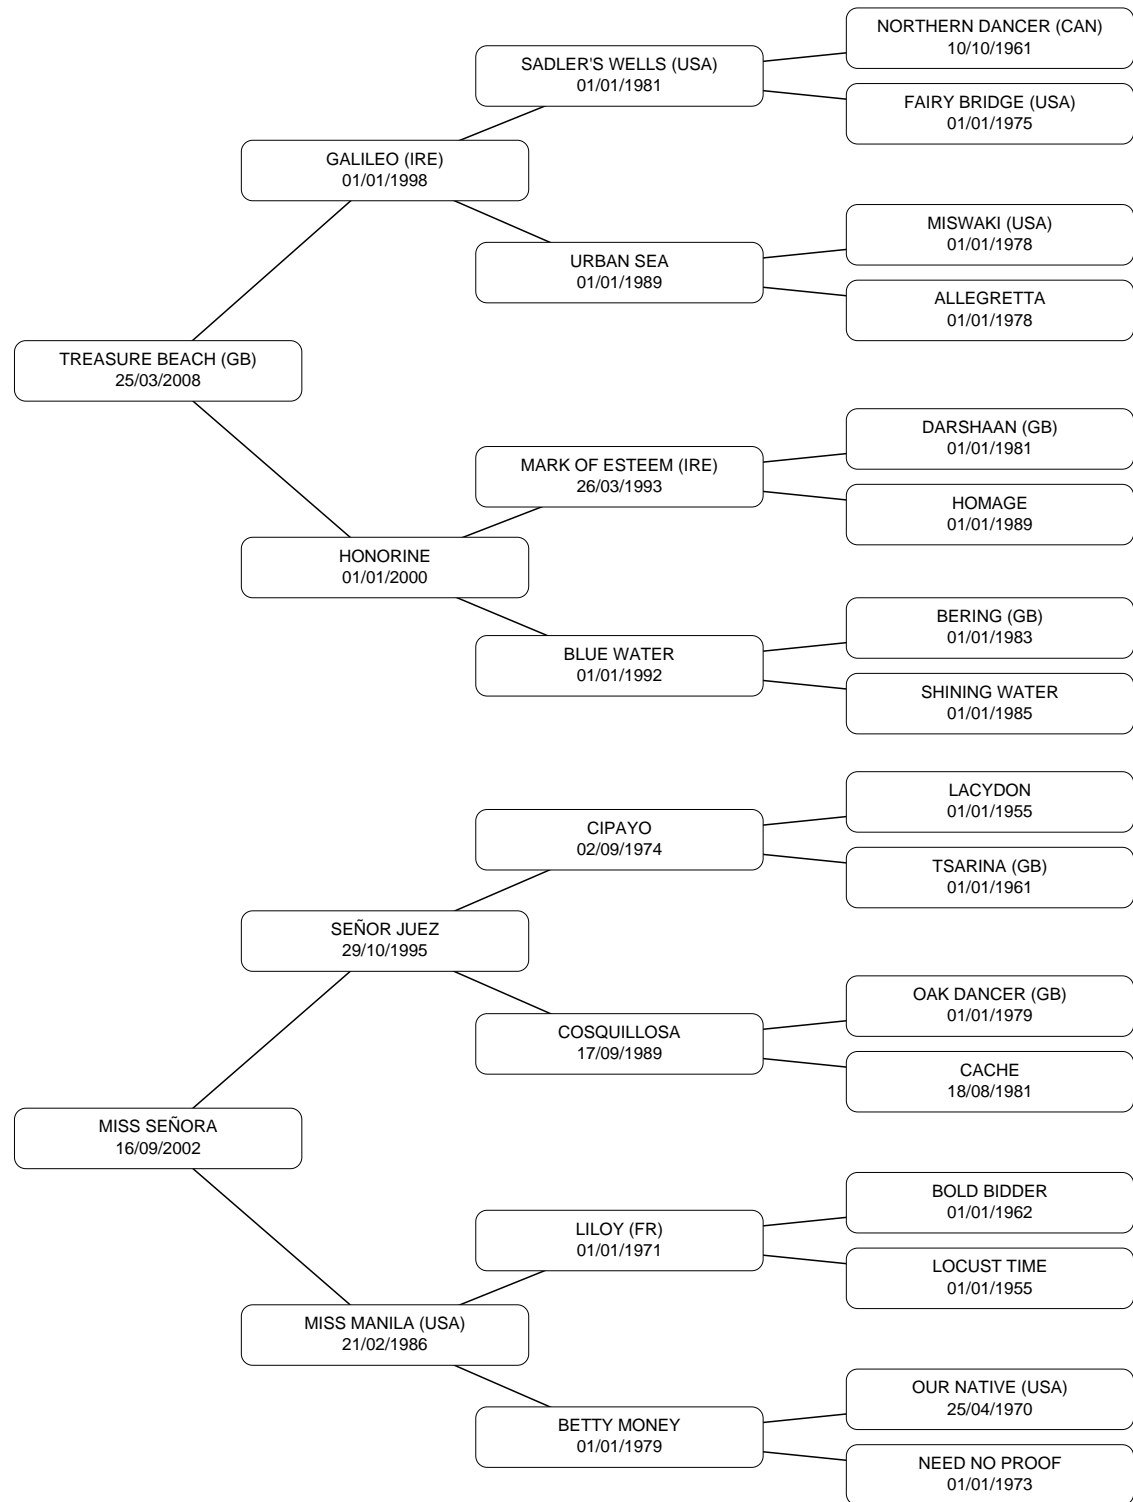 NORTHERN DANCER (CAN)
10/10/1961
SADLER'S WELLS (USA)
01/01/1981
FAIRY BRIDGE (USA)
01/01/1975
GALILEO (IRE)
01/01/1998
MISWAKI (USA)
01/01/1978
URBAN SEA
01/01/1989
ALLEGRETTA
01/01/1978
TREASURE BEACH (GB)
25/03/2008
DARSHAAN (GB)
01/01/1981
MARK OF ESTEEM (IRE)
26/03/1993
HOMAGE
01/01/1989
HONORINE
01/01/2000
BERING (GB)
01/01/1983
BLUE WATER
01/01/1992
SHINING WATER
01/01/1985
LACYDON
01/01/1955
CIPAYO
02/09/1974
TSARINA (GB)
01/01/1961
SEÑOR JUEZ
29/10/1995
OAK DANCER (GB)
01/01/1979
COSQUILLOSA
17/09/1989
CACHE
18/08/1981
MISS SEÑORA
16/09/2002
BOLD BIDDER
01/01/1962
LILOY (FR)
01/01/1971
LOCUST TIME
01/01/1955
MISS MANILA (USA)
21/02/1986
OUR NATIVE (USA)
25/04/1970
BETTY MONEY
01/01/1979
NEED NO PROOF
01/01/1973